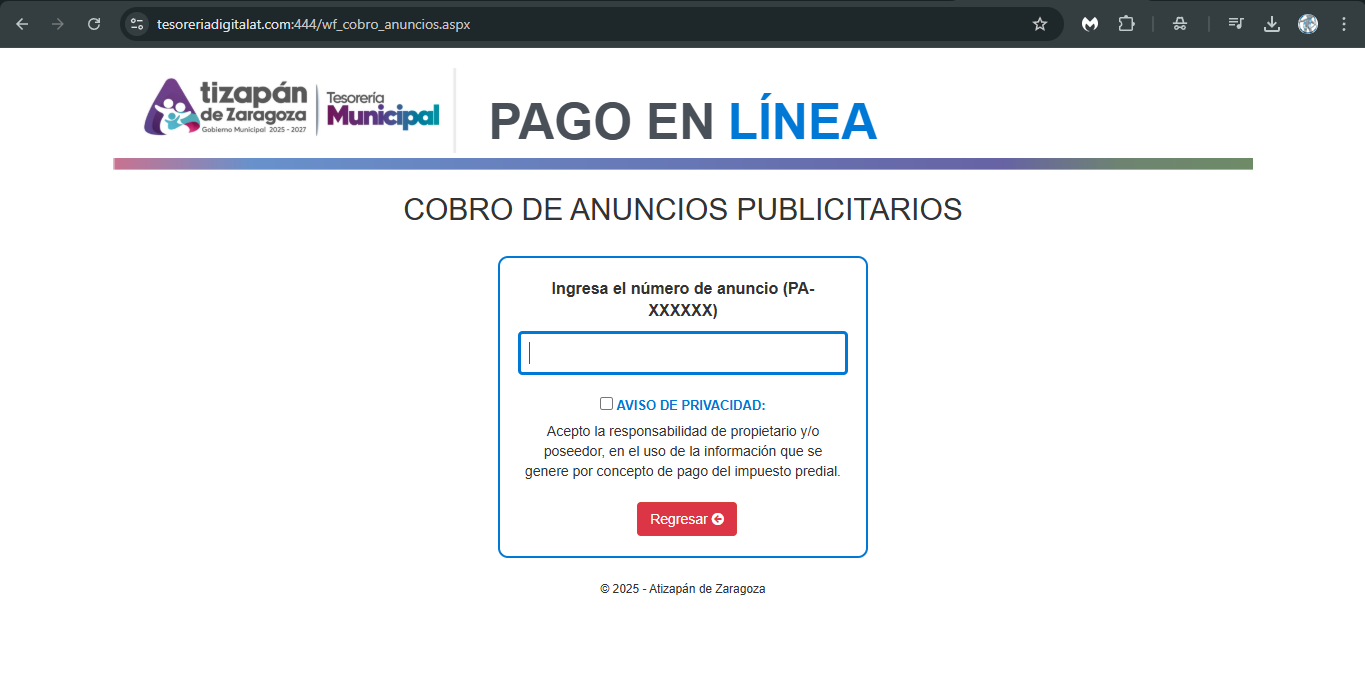 tesoreriadigitalat.com:444/wf_cobro_anuncios.aspx
tizapán
de Zaragoza
Gobierno Municipal 2025 - 2027
Tesorería
Municipal
PAGO EN LÍNEA
COBRO DE ANUNCIOS PUBLICITARIOS
Ingresa el número de anuncio (PA-
XXXXXX)
AVISO DE PRIVACIDAD:
Acepto la responsabilidad de propietario y/o
poseedor, en el uso de la información que se
genere por concepto de pago del impuesto predial.
Regresar
© 2025 - Atizapán de Zaragoza